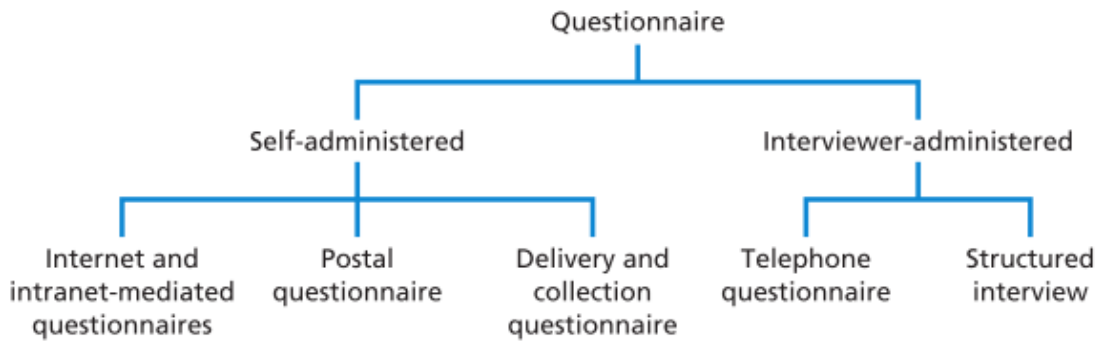 Questionnaire
Self-administered
Interviewer-administered
Internet and
intranet-mediated
questionnaires
Postal
questionnaire
Delivery and
collection
questionnaire
Telephone
questionnaire
Structured
interview